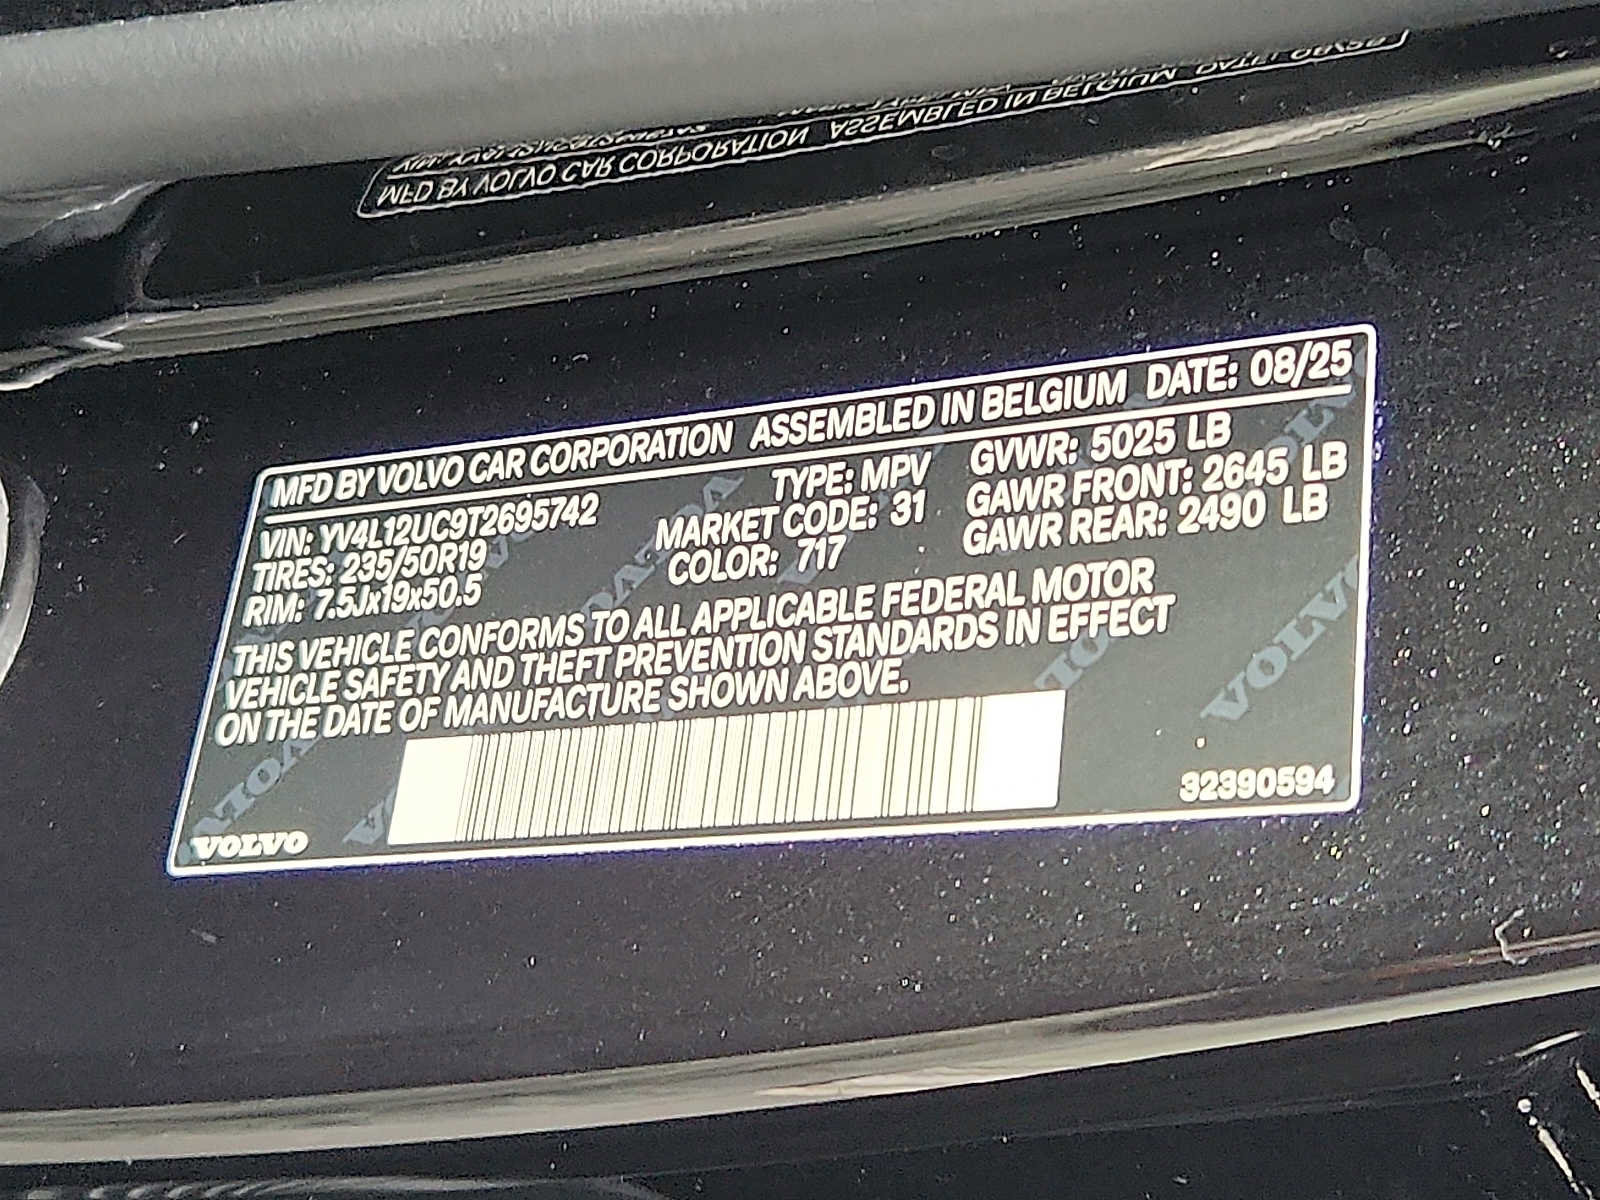 MFD BY VOLVO CAR CORPORATION ASSEMBLED IN BELGIUM DATE: 08/25
VIN: YV4L12UC9T2695742 TYPE: MPV GVWR: 5025 LB
TIRES: 235/50R19 MARKET CODE: 31 GAWR FRONT: 2645 LB
RIM: 7.5Jx19x50.5 COLOR: 717 GAWR REAR: 2490 LB
THIS VEHICLE CONFORMS TO ALL APPLICABLE FEDERAL MOTOR
VEHICLE SAFETY AND THEFT PREVENTION STANDARDS IN EFFECT
ON THE DATE OF MANUFACTURE SHOWN ABOVE.
VOLVO
32390594